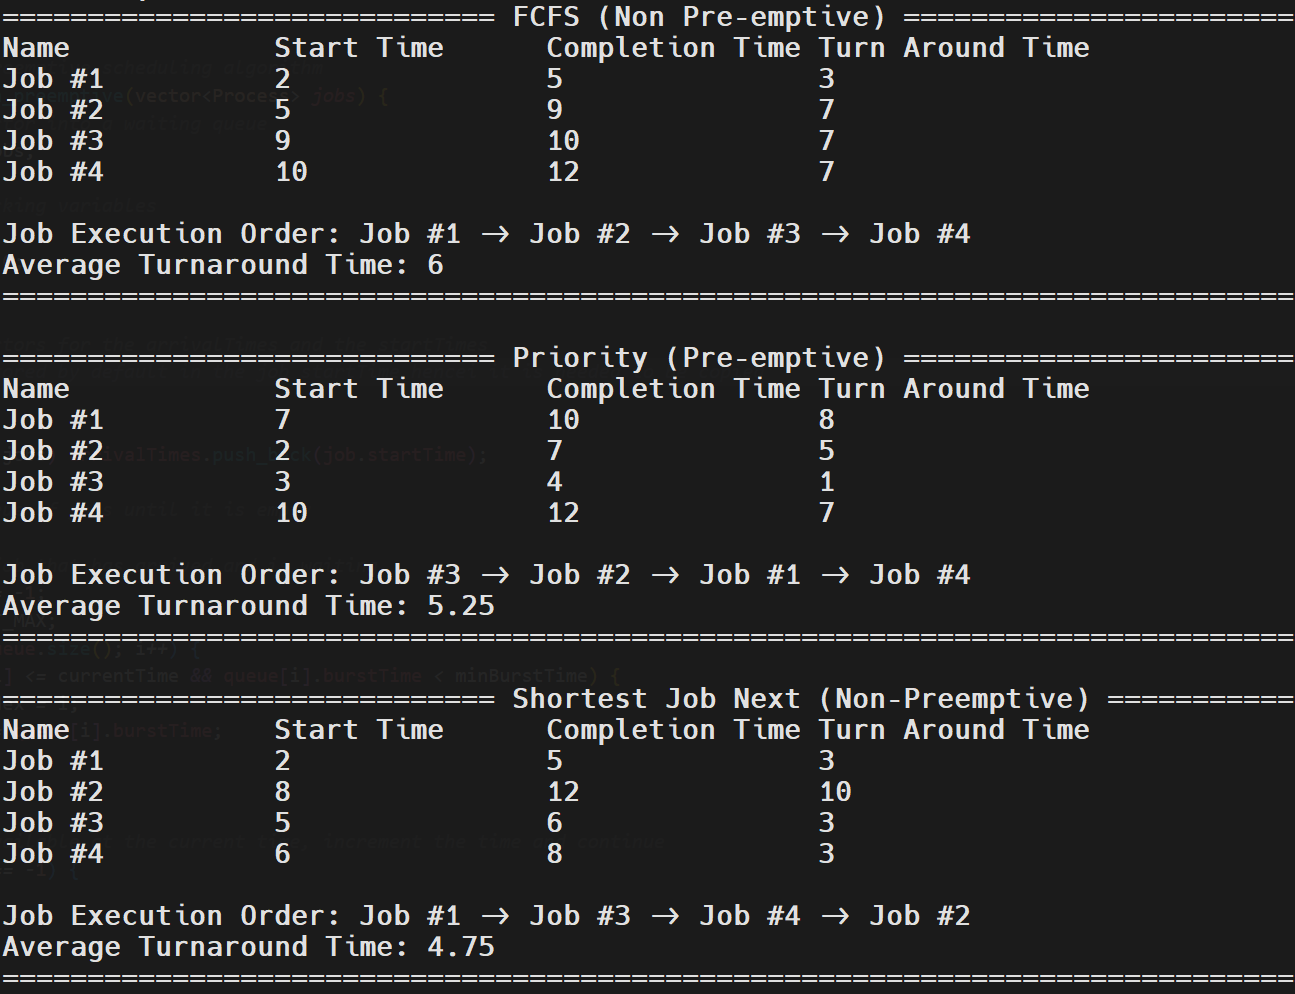 ============================= FCFS (Non Pre-emptive) =======================
Name Start Time Completion Time Turn Around Time
Job #1 2 5 3
Job #2 5 9 7
Job #3 9 10 7
Job #4 10 12 7
Job Execution Order: Job #1 → Job #2 → Job #3 → Job #4
Average Turnaround Time: 6
============================================================================
============================= Priority (Pre-emptive) =======================
Name Start Time Completion Time Turn Around Time
Job #1 7 10 8
Job #2 2 7 5
Job #3 3 4 1
Job #4 10 12 7
Job Execution Order: Job #3 → Job #2 → Job #1 → Job #4
Average Turnaround Time: 5.25
============================================================================
============================= Shortest Job Next (Non-Preemptive) ===========
Name Start Time Completion Time Turn Around Time
Job #1 2 5 3
Job #2 8 12 10
Job #3 5 6 3
Job #4 6 8 3
Job Execution Order: Job #1 → Job #3 → Job #4 → Job #2
Average Turnaround Time: 4.75
============================================================================